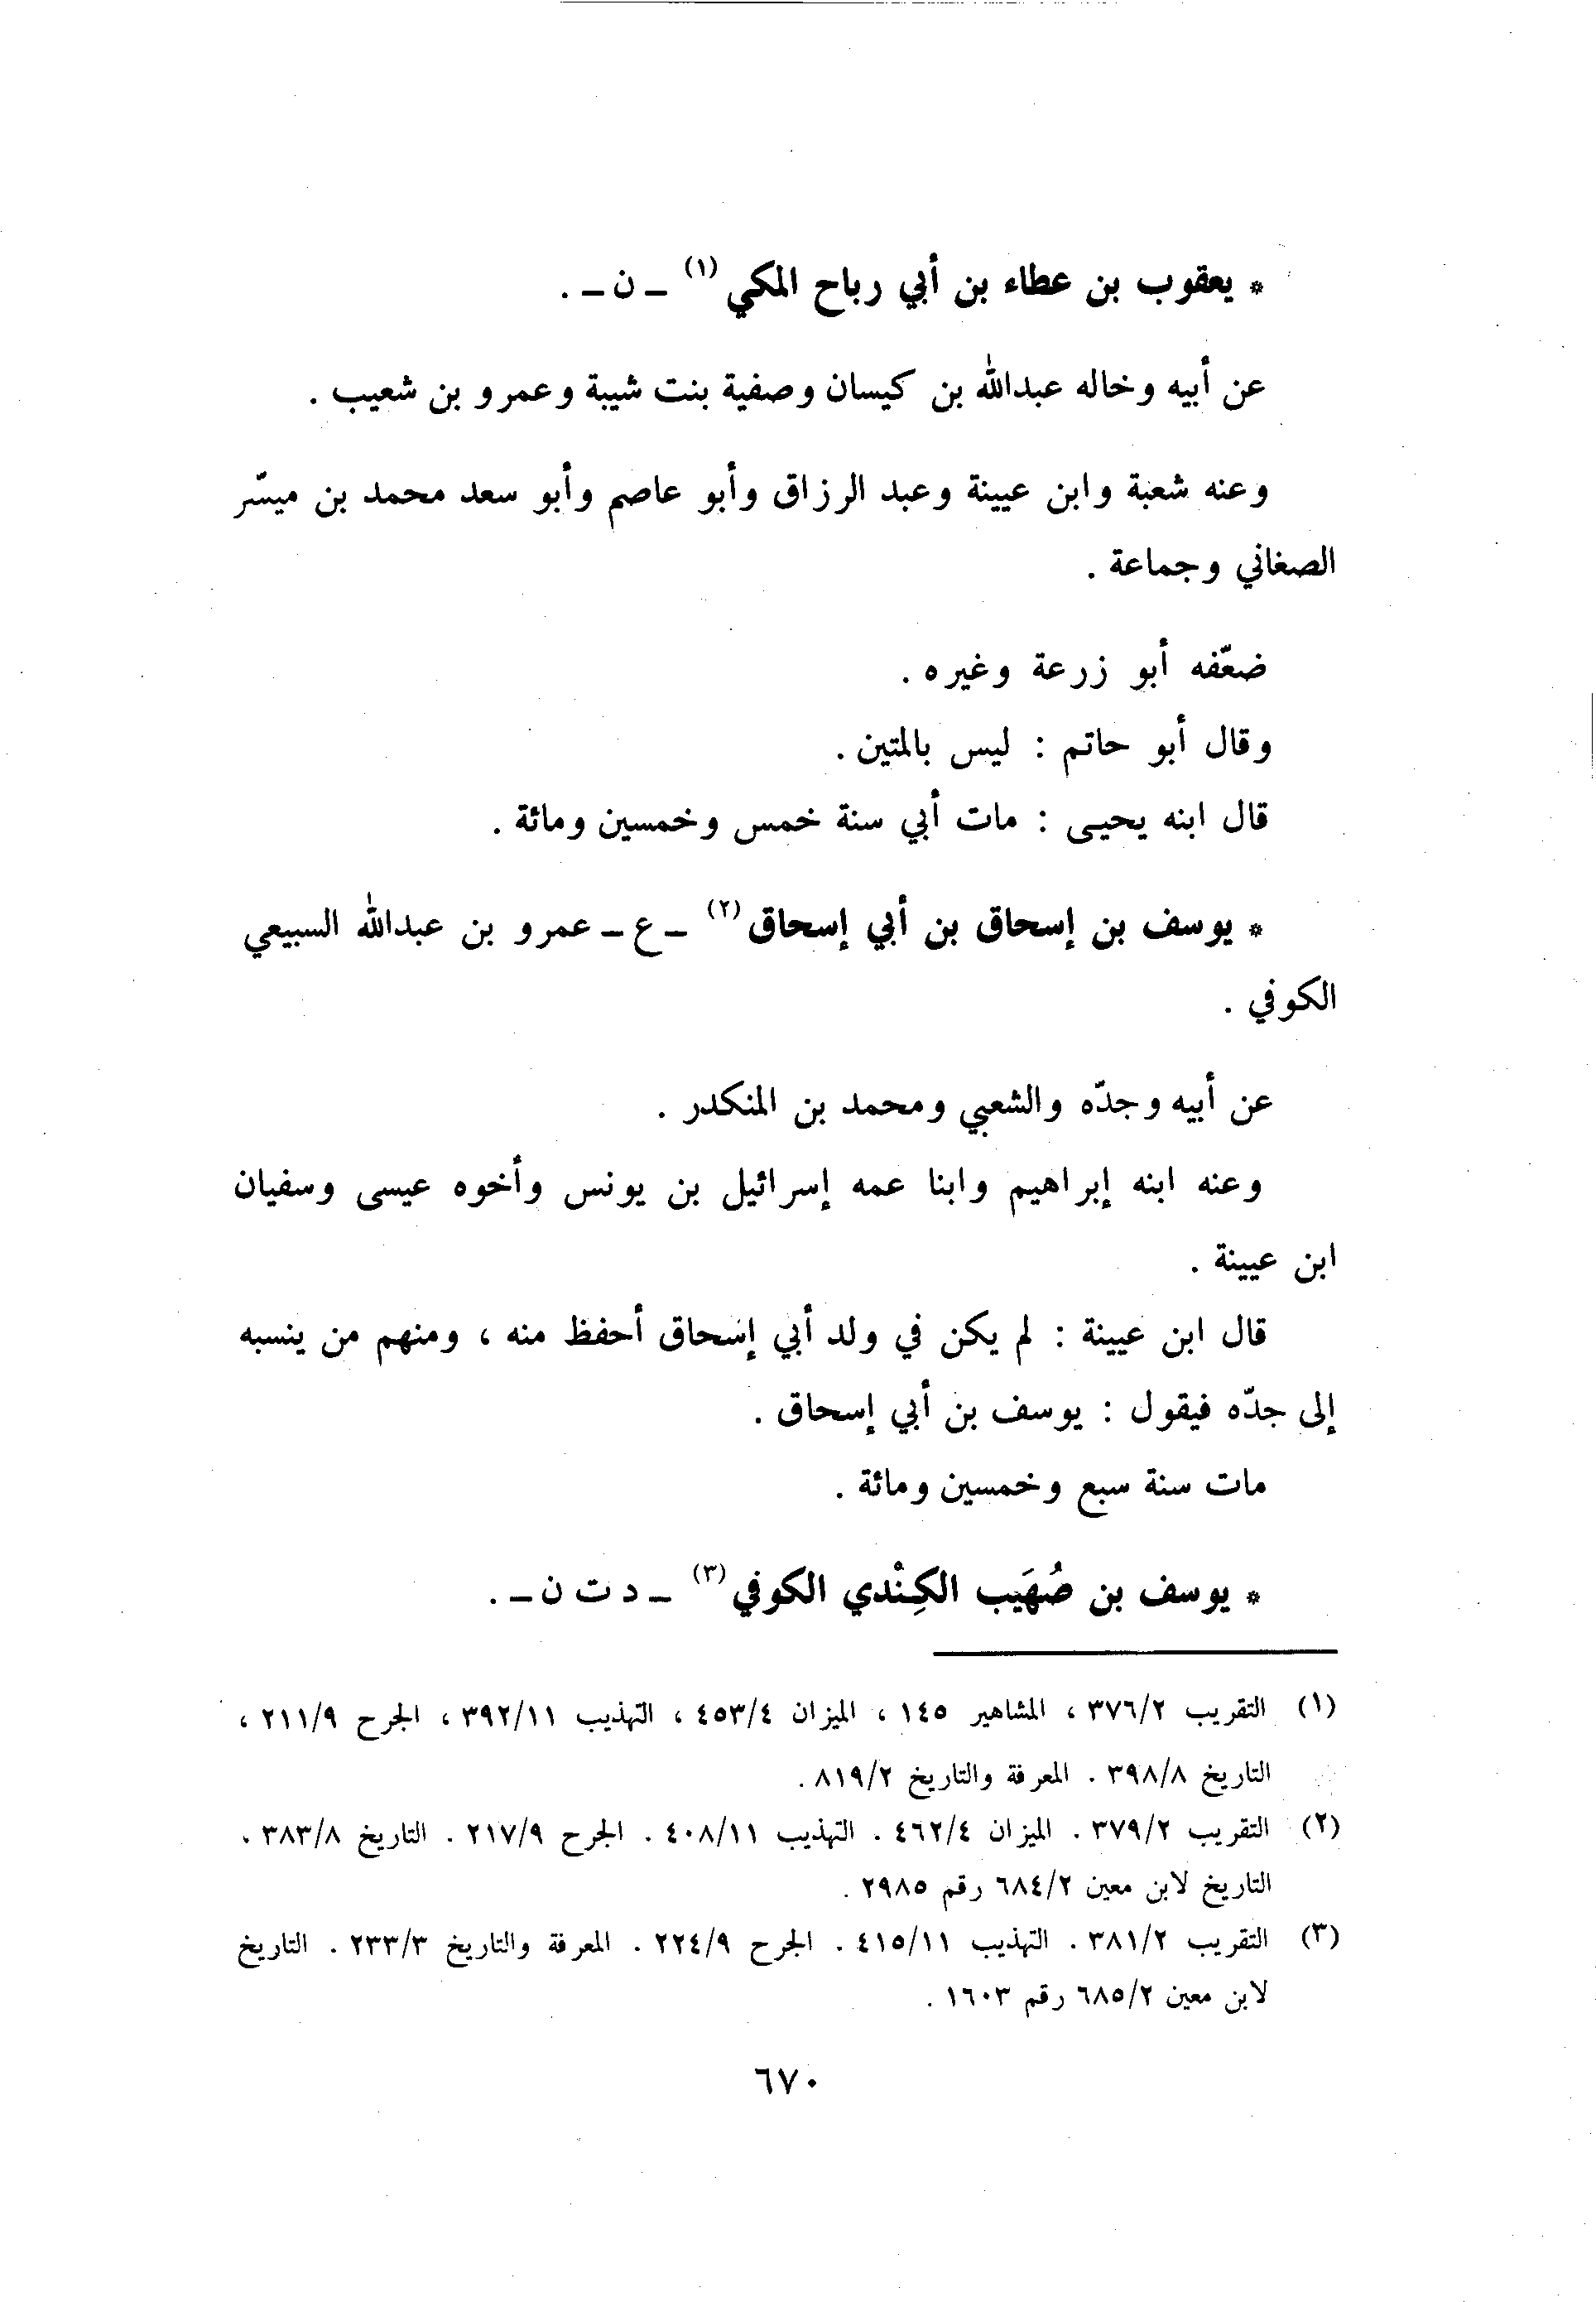 * يعقوب بن عطاء بن أبي رباح المكي (١) ـ ن ـ .
عن أبيه وخاله عبدالله بن كيسان وصفية بنت شيبة وعمرو بن شعيب .
وعنه شعبة وابن عيينة وعبد الرزاق وأبو عاصم وأبو سعد محمد بن ميسّر
الصغاني وجماعة .
ضعّفه أبو زرعة وغيره .
وقال أبو حاتم : ليس بالمتين .
قال ابنه يحيى : مات أبي سنة خمس وخمسين ومائة .
* يوسف بن إسحاق بن أبي إسحاق (٢) ـ ع ـ عمرو بن عبدالله السبيعي
الكوفي .
عن أبيه وجدّه والشعبي ومحمد بن المنكدر .
وعنه ابنه إبراهيم وابنا عمه إسرائيل بن يونس وأخوه عيسى وسفيان
ابن عيينة .
قال ابن عيينة : لم يكن في ولد أبي إسحاق أحفظ منه ، ومنهم من ينسبه
إلى جدّه فيقول : يوسف بن أبي إسحاق .
مات سنة سبع وخمسين ومائة .
* يوسف بن صُهَيب الكِنْدي الكوفي (٣) ـ د ت ن ـ .
(١) التقريب ٣٧٦/٢ ، المشاهير ١٤٥ ، الميزان ٤٥٣/٤ ، التهذيب ٣٩٢/١١ ، الجرح ٢١١/٩ ،
التاريخ ٣٩٨/٨ . المعرفة والتاريخ ٨١٩/٢ .
(٢) التقريب ٣٧٩/٢ . الميزان ٤٦٢/٤ . التهذيب ٤٠٨/١١ . الجرح ٢١٧/٩ . التاريخ ٣٨٣/٨ .
التاريخ لابن معين ٦٨٤/٢ رقم ٢٩٨٥ .
(٣) التقريب ٣٨١/٢ . التهذيب ٤١٥/١١ . الجرح ٢٢٤/٩ . المعرفة والتاريخ ٢٣٣/٣ . التاريخ
لابن معين ٦٨٥/٢ رقم ١٦٠٣ .
٦٧٠